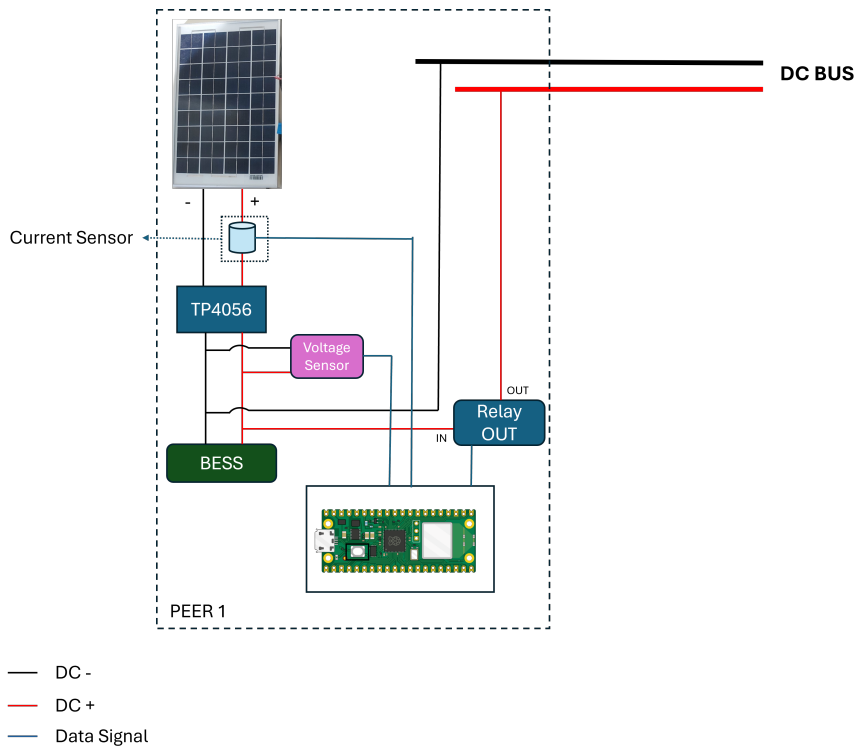 DC BUS
-
+
Current Sensor
TP4056
Voltage
Sensor
OUT
Relay
OUT
IN
BESS
PEER 1
DC -
DC +
Data Signal